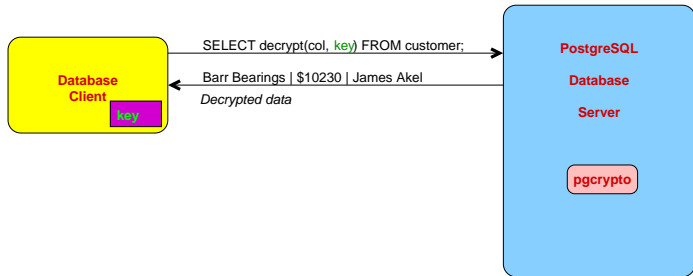 SELECT decrypt(col, key) FROM customer;
Barr Bearings | $10230 | James Akel
Decrypted data
Database
Client
key
PostgreSQL
Database
Server
pgcrypto